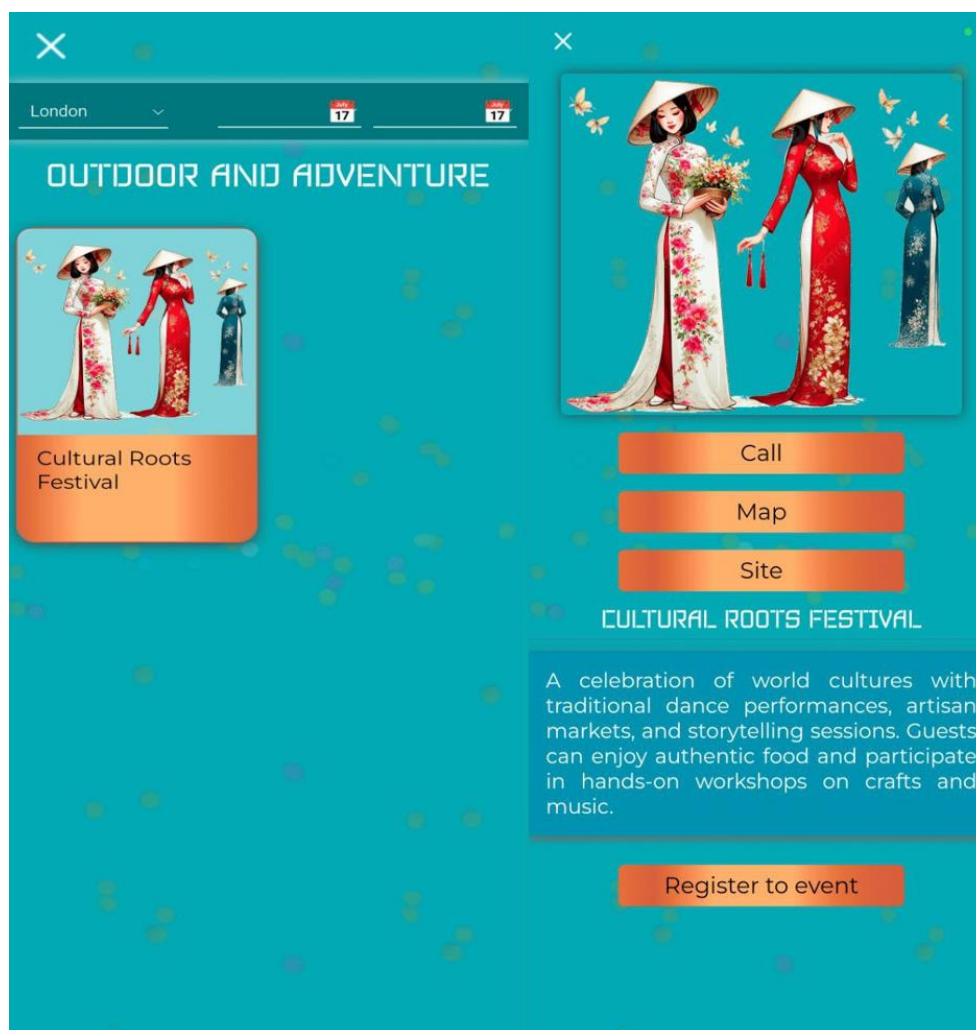 London
July
17
July
17
OUTDOOR AND ADVENTURE
Cultural Roots
Festival
Call
Map
Site
CULTURAL ROOTS FESTIVAL
A celebration of world cultures with
traditional dance performances, artisan
markets, and storytelling sessions. Guests
can enjoy authentic food and participate
in hands-on workshops on crafts and
music.
Register to event